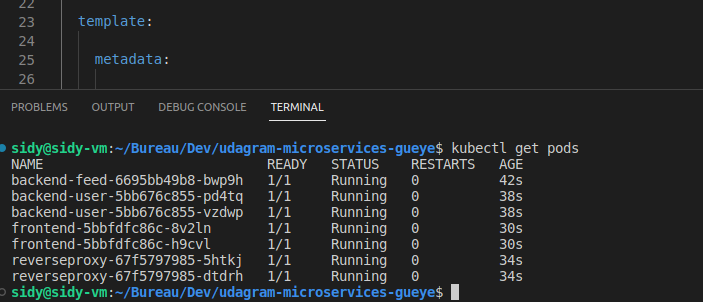 22
23 template:
24
25 metadata:
26
PROBLEMS OUTPUT DEBUG CONSOLE TERMINAL
sidy@sidy-vm:~/Bureau/Dev/udagram-microservices-gueye$ kubectl get pods
NAME READY STATUS RESTARTS AGE
backend-feed-6695bb49b8-bwp9h 1/1 Running 0 42s
backend-user-5bb676c855-pd4tq 1/1 Running 0 38s
backend-user-5bb676c855-vzdwp 1/1 Running 0 38s
frontend-5bbfdfc86c-8v2ln 1/1 Running 0 30s
frontend-5bbfdfc86c-h9cvl 1/1 Running 0 30s
reverseproxy-67f5797985-5htkj 1/1 Running 0 34s
reverseproxy-67f5797985-dtdrh 1/1 Running 0 34s
sidy@sidy-vm:~/Bureau/Dev/udagram-microservices-gueye$